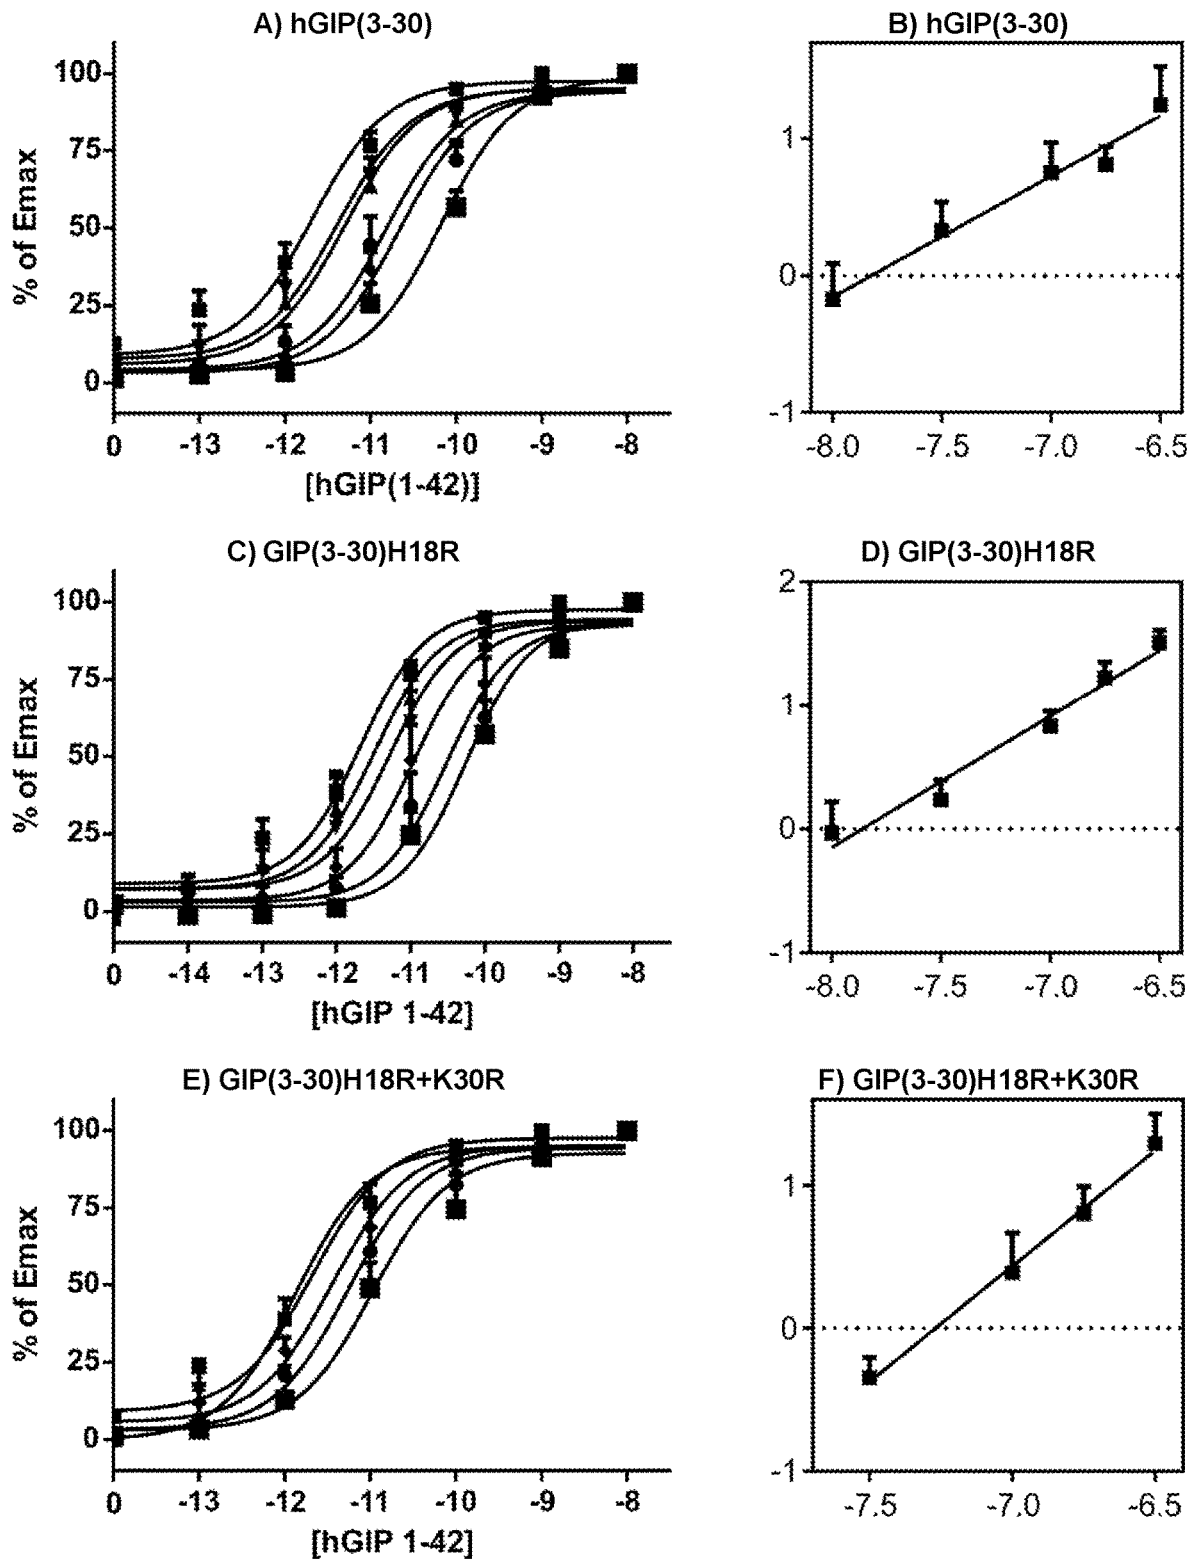 A) hGIP(3-30)
B) hGIP(3-30)
% of Emax
100
75
50
25
0
0 -13 -12 -11 -10 -9 -8
[hGIP(1-42)]
1
0
-1
-8.0 -7.5 -7.0 -6.5
C) GIP(3-30)H18R
D) GIP(3-30)H18R
% of Emax
100
75
50
25
0
0 -14 -13 -12 -11 -10 -9 -8
[hGIP 1-42]
2
1
0
-1
-8.0 -7.5 -7.0 -6.5
E) GIP(3-30)H18R+K30R
F) GIP(3-30)H18R+K30R
% of Emax
100
75
50
25
0
0 -13 -12 -11 -10 -9 -8
[hGIP 1-42]
1
0
-1
-7.5 -7.0 -6.5